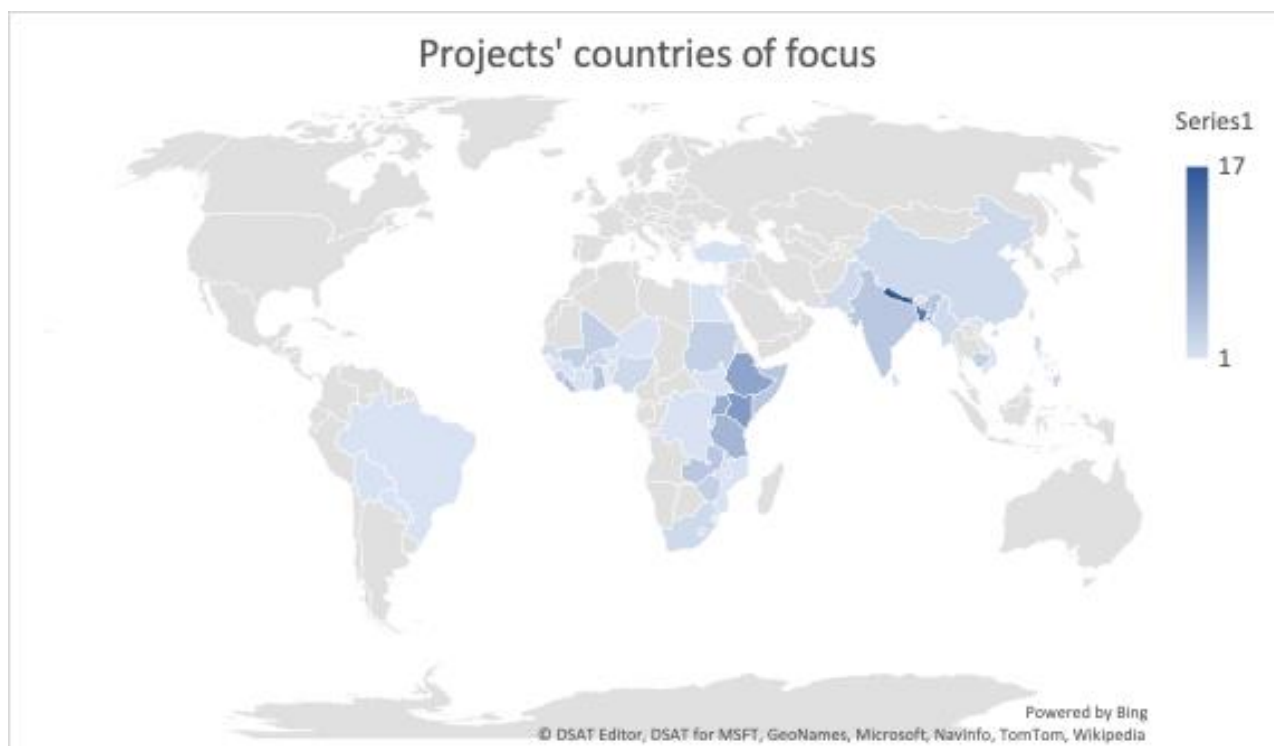 Projects' countries of focus
Series1
17
1
Powered by Bing
© DSAT Editor, DSAT for MSFT, GeoNames, Microsoft, NavInfo, TomTom, Wikipedia